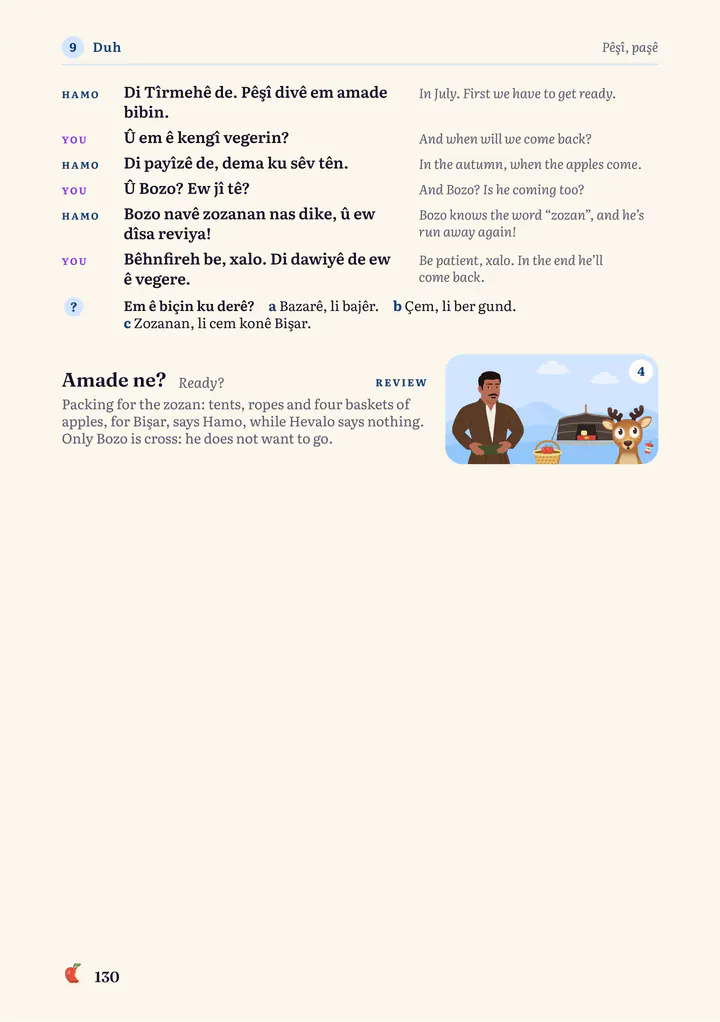 9 Duh
Pêşî, paşê
HAMO Di Tîrmehê de. Pêşî divê em amade
bibin.
In July. First we have to get ready.
YOU Û em ê kengî vegerin?
And when will we come back?
HAMO Di payîzê de, dema ku sêv tên.
In the autumn, when the apples come.
YOU Û Bozo? Ew jî tê?
And Bozo? Is he coming too?
HAMO Bozo navê zozanan nas dike, û ew
dîsa reviya!
Bozo knows the word “zozan”, and he’s
run away again!
YOU Bêhnfireh be, xalo. Di dawiyê de ew
ê vegere.
Be patient, xalo. In the end he’ll
come back.
? Em ê biçin ku derê? a Bazarê, li bajêr. b Çem, li ber gund.
c Zozanan, li cem konê Bişar.
Amade ne? Ready? REVIEW
Packing for the zozan: tents, ropes and four baskets of
apples, for Bişar, says Hamo, while Hevalo says nothing.
Only Bozo is cross: he does not want to go.
4
130